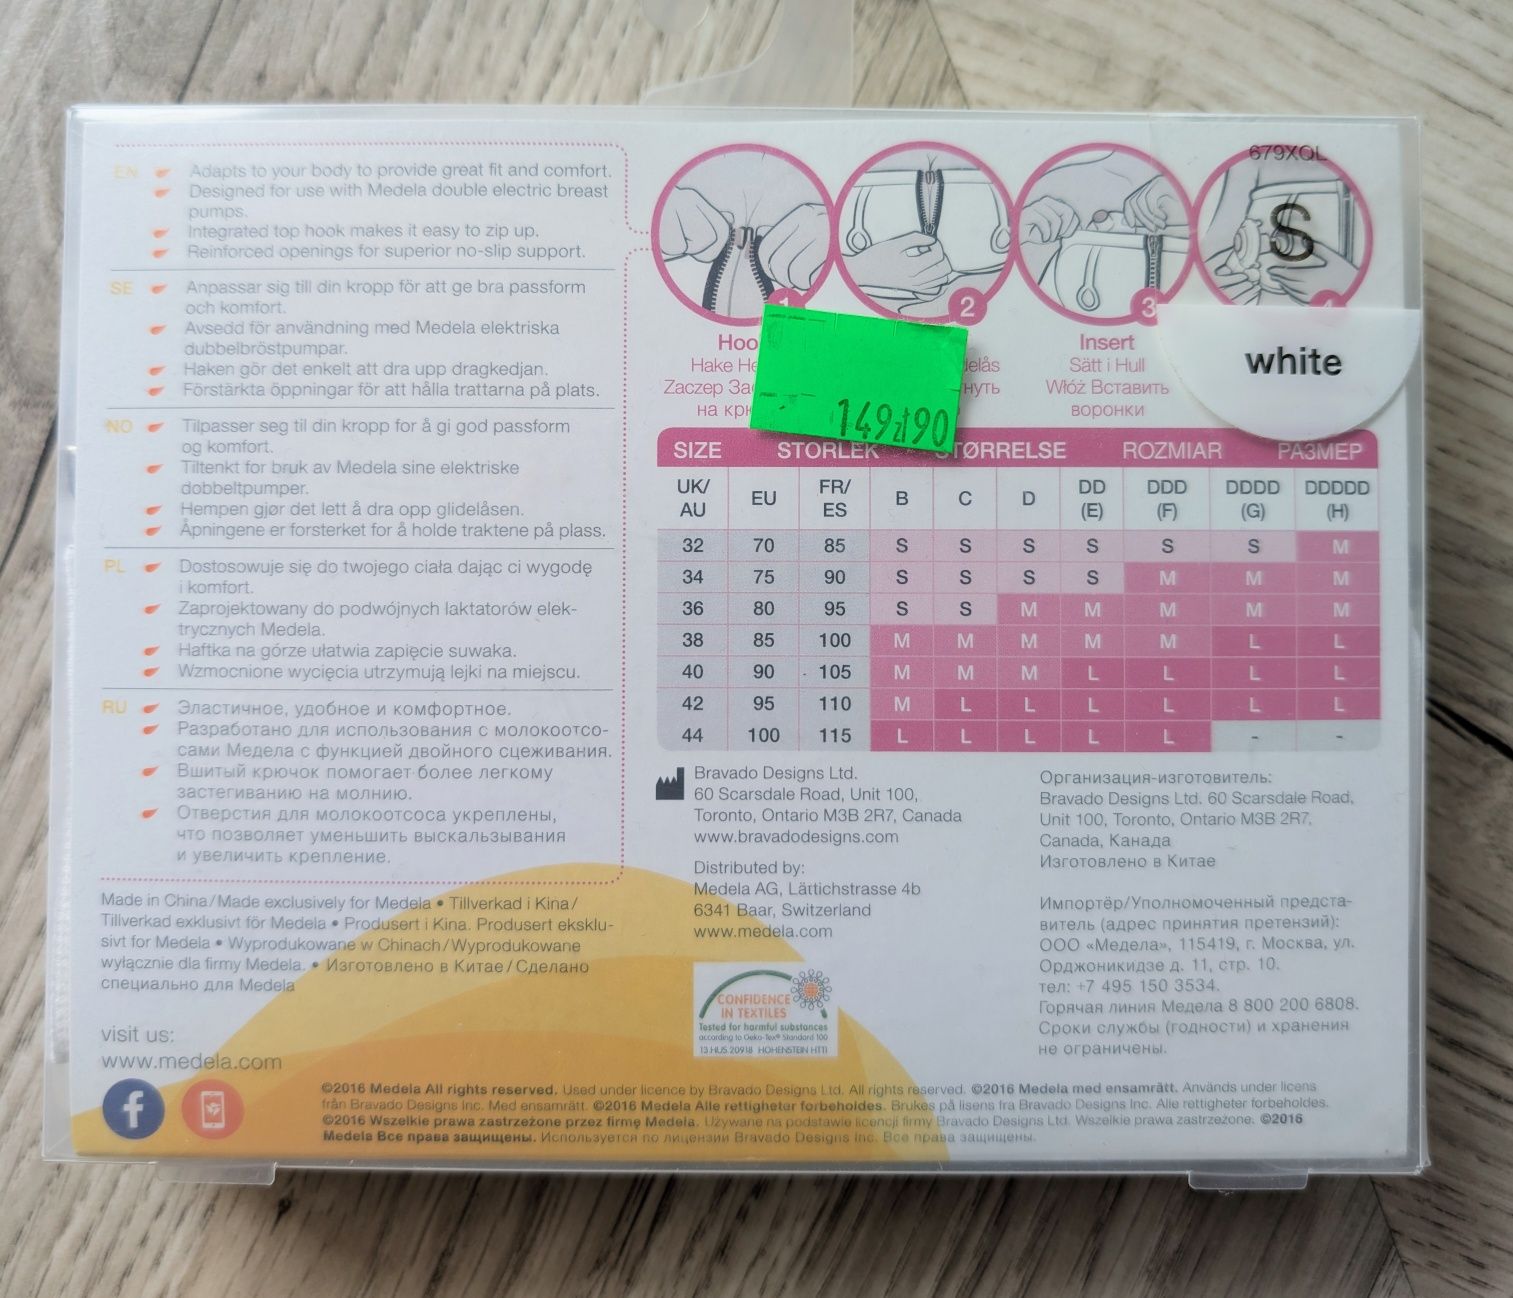 EN Adapts to your body to provide great fit and comfort.
Designed for use with Medela double electric breast
pumps.
Integrated top hook makes it easy to zip up.
Reinforced openings for superior no-slip support.
SE Anpassar sig till din kropp för att ge bra passform
och komfort.
Avsedd för användning med Medela elektriska
dubbelbröstpumpar.
Haken gör det enkelt att dra upp dragkedjan.
Förstärkta öppningar för att hålla trattarna på plats.
NO Tilpasser seg til din kropp for å gi god passform
og komfort.
Tiltenkt for bruk av Medela sine elektriske
dobbeltpumper.
Hempen gjør det lett å dra opp glidelåsen.
Åpningene er forsterket for å holde traktene på plass.
PL Dostosowuje się do twojego ciała dając ci wygodę
i komfort.
Zaprojektowany do podwójnych laktatorów elek-
trycznych Medela.
Haftka na górze ułatwia zapięcie suwaka.
Wzmocnione wycięcia utrzymują lejki na miejscu.
RU Эластичное, удобное и комфортное.
Разработано для использования с молокоотсо-
сами Медела с функцией двойного сцеживания.
Вшитый крючок помогает более легкому
застегиванию на молнию.
Отверстия для молокоотсоса укреплены,
что позволяет уменьшить выскальзывания
и увеличить крепление.
Made in China/Made exclusively for Medela • Tillverkad i Kina/
Tillverkad exklusivt för Medela • Produsert i Kina. Produsert eksklu-
sivt for Medela • Wyprodukowane w Chinach/Wyprodukowane
wyłącznie dla firmy Medela. • Изготовлено в Китае/Сделано
специально для Medela
visit us:
www.medela.com
679XQL
S
white
1 2 3 4
Insert
Hake
Sätt i Hull
Zaczep
Włóż Вставить
на
воронки
149zł90
SIZE STORLEK STØRRELSE ROZMIAR РАЗМЕР
UK/AU EU FR/ES B C D DD (E) DDD (F) DDDD (G) DDDDD (H)
32 70 85 S S S S S S M
34 75 90 S S S S M M M
36 80 95 S S M M M M M
38 85 100 M M M M M L L
40 90 105 M M M L L L L
42 95 110 M L L L L L L
44 100 115 L L L L L - -
Bravado Designs Ltd.
60 Scarsdale Road, Unit 100,
Toronto, Ontario M3B 2R7, Canada
www.bravadodesigns.com
Distributed by:
Medela AG, Lättichstrasse 4b
6341 Baar, Switzerland
www.medela.com
CONFIDENCE
IN TEXTILES
Tested for harmful substances
according to Oeko-Tex® Standard 100
13.HUS.20918 HOHENSTEIN HTTI
Организация-изготовитель:
Bravado Designs Ltd. 60 Scarsdale Road,
Unit 100, Toronto, Ontario M3B 2R7,
Canada, Канада
Изготовлено в Китае
Импортёр/Уполномоченный предста-
витель (адрес принятия претензий):
ООО «Медела», 115419, г. Москва, ул.
Орджоникидзе д. 11, стр. 10.
тел: +7 495 150 3534.
Горячая линия Медела 8 800 200 6808.
Сроки службы (годности) и хранения
не ограничены.
©2016 Medela All rights reserved. Used under licence by Bravado Designs Ltd. All rights reserved. ©2016 Medela med ensamrätt. Används under licens
från Bravado Designs Inc. Med ensamrätt. ©2016 Medela Alle rettigheter forbeholdes. Brukes på lisens fra Bravado Designs Inc. Alle rettigheter forbeholdes.
©2016 Wszelkie prawa zastrzeżone przez firmę Medela. Używane na podstawie licencji firmy Bravado Designs Ltd. Wszelkie prawa zastrzeżone. ©2016
Medela Все права защищены. Используется по лицензии Bravado Designs Inc. Все права защищены.